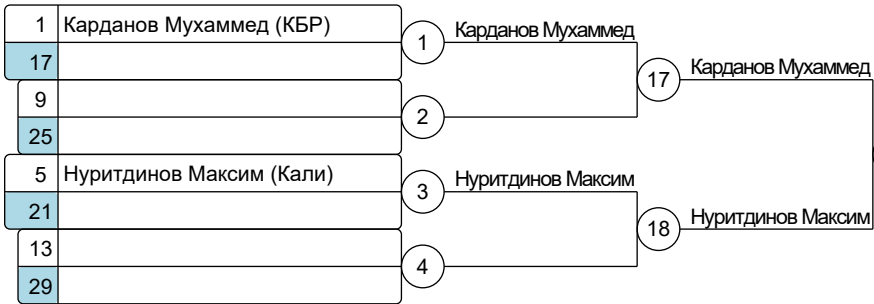 1 Карданов Мухаммед (КБР)
17
1 Карданов Мухаммед
9
25
2
17 Карданов Мухаммед
5 Нуритдинов Максим (Кали)
21
3 Нуритдинов Максим
13
29
4
18 Нуритдинов Максим